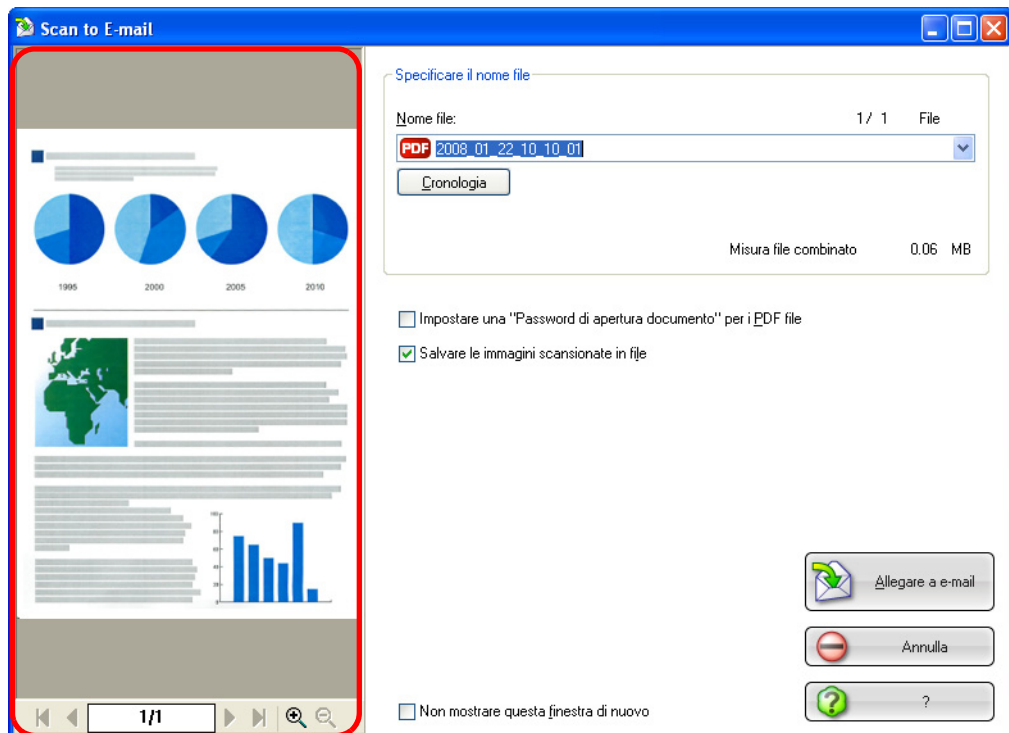 Scan to E-mail
Specificare il nome file
Nome file: 1/ 1 File
PDF 2008_01_22_10_10_01
Cronologia
Misura file combinato 0.06 MB
1995 2000 2005 2010
Impostare una "Password di apertura documento" per i PDF file
Salvare le immagini scansionate in file
Allegare a e-mail
Annulla
?
1/1
Non mostrare questa finestra di nuovo